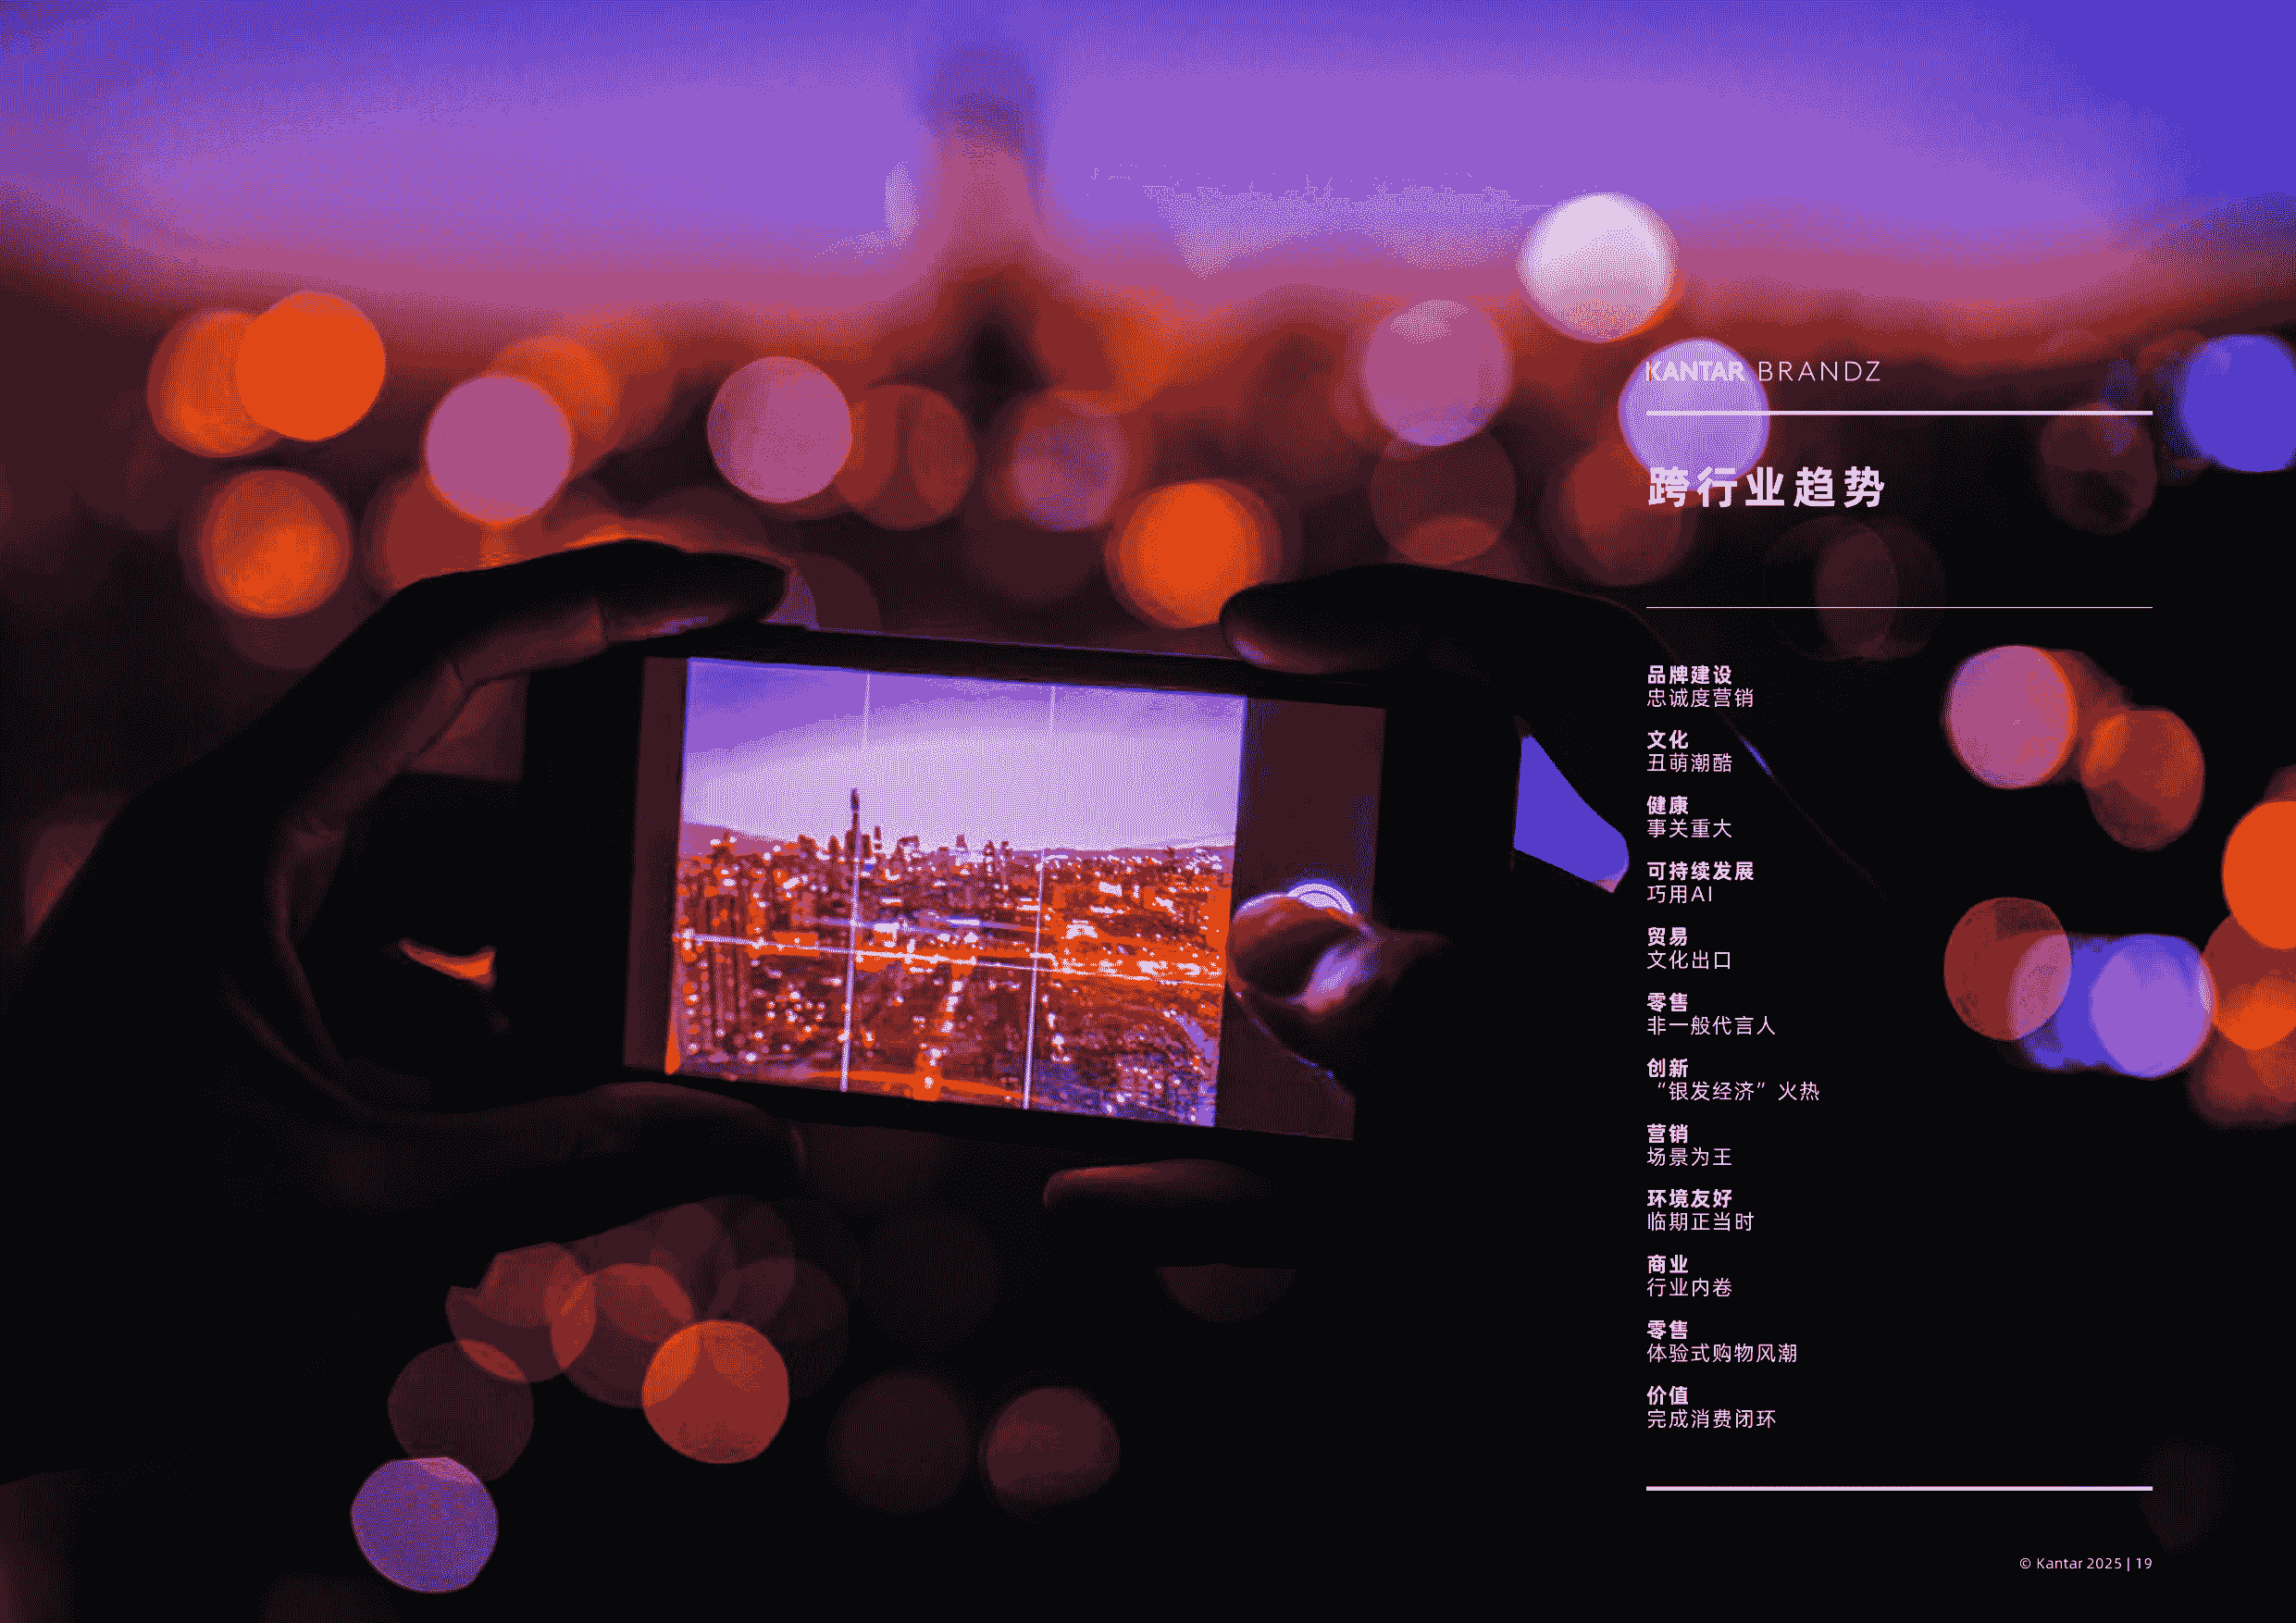 KANTAR BRANDZ
跨行业趋势
品牌建设
忠诚度营销
文化
丑萌潮酷
健康
事关重大
可持续发展
巧用AI
贸易
文化出口
零售
非一般代言人
创新
“银发经济”火热
营销
场景为王
环境友好
临期正当时
商业
行业内卷
零售
体验式购物风潮
价值
完成消费闭环
© Kantar 2025 | 19